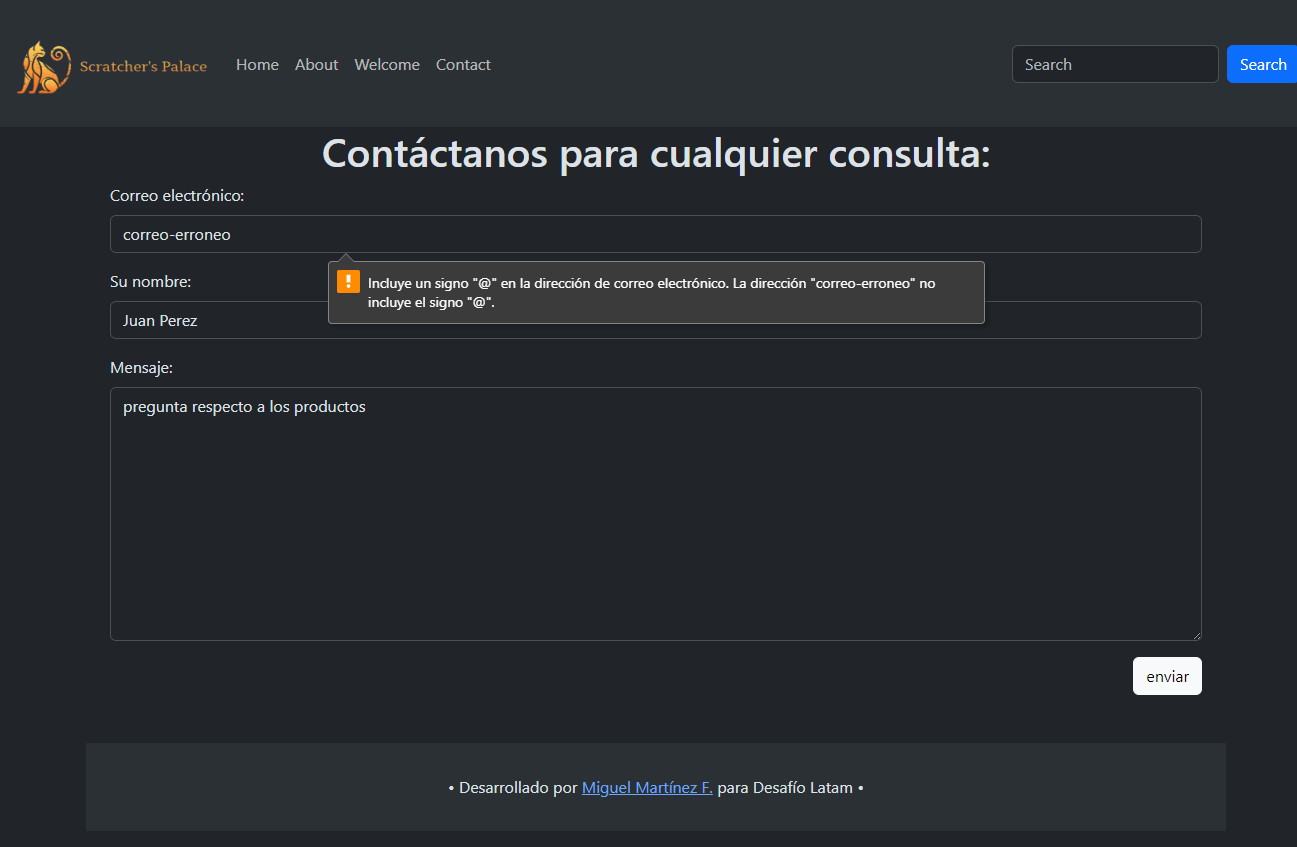 Scratcher's Palace Home About Welcome Contact Search Search
Contáctanos para cualquier consulta:
Correo electrónico:
correo-erroneo
Incluye un signo "@" en la dirección de correo electrónico. La dirección "correo-erroneo" no
incluye el signo "@".
Su nombre:
Juan Perez
Mensaje:
pregunta respecto a los productos
enviar
• Desarrollado por Miguel Martínez F. para Desafío Latam •